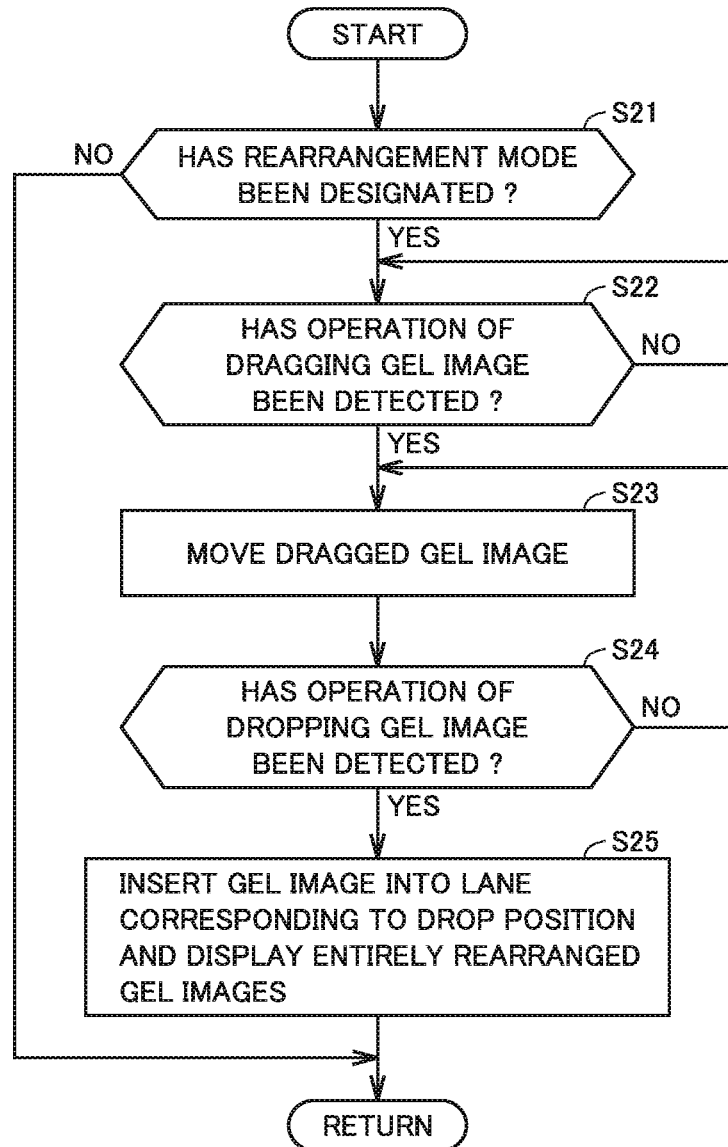 START
S21
NO
HAS REARRANGEMENT MODE
BEEN DESIGNATED ?
YES
S22
HAS OPERATION OF
DRAGGING GEL IMAGE
BEEN DETECTED ?
NO
YES
S23
MOVE DRAGGED GEL IMAGE
S24
HAS OPERATION OF
DROPPING GEL IMAGE
BEEN DETECTED ?
NO
YES
S25
INSERT GEL IMAGE INTO LANE
CORRESPONDING TO DROP POSITION
AND DISPLAY ENTIRELY REARRANGED
GEL IMAGES
RETURN